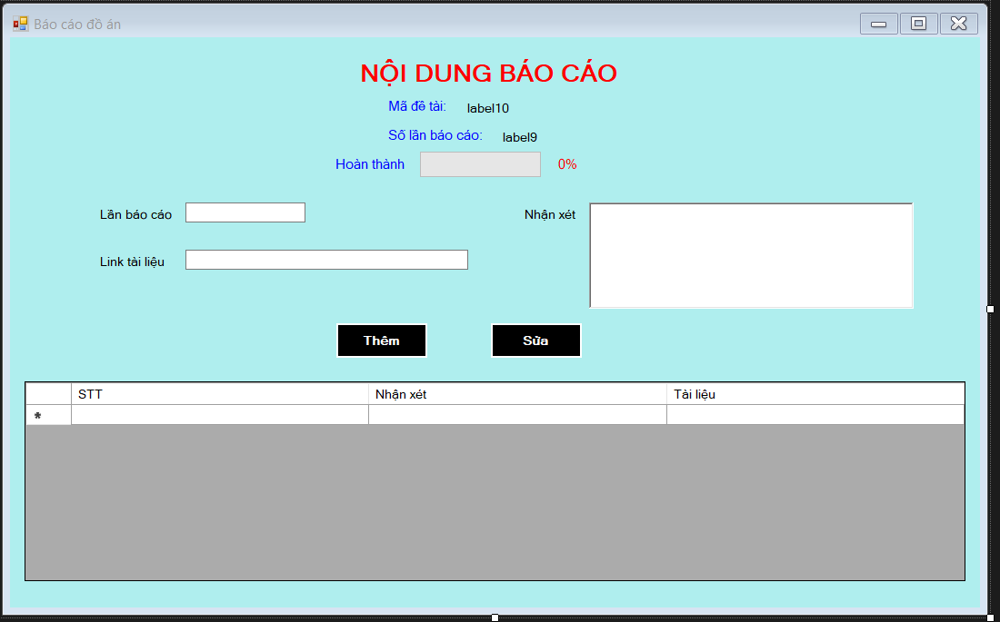 Báo cáo đồ án
NỘI DUNG BÁO CÁO
Mã đề tài: label10
Số lần báo cáo: label9
Hoàn thành 0%
Lần báo cáo Nhận xét
Link tài liệu
Thêm Sửa
STT Nhận xét Tài liệu
*